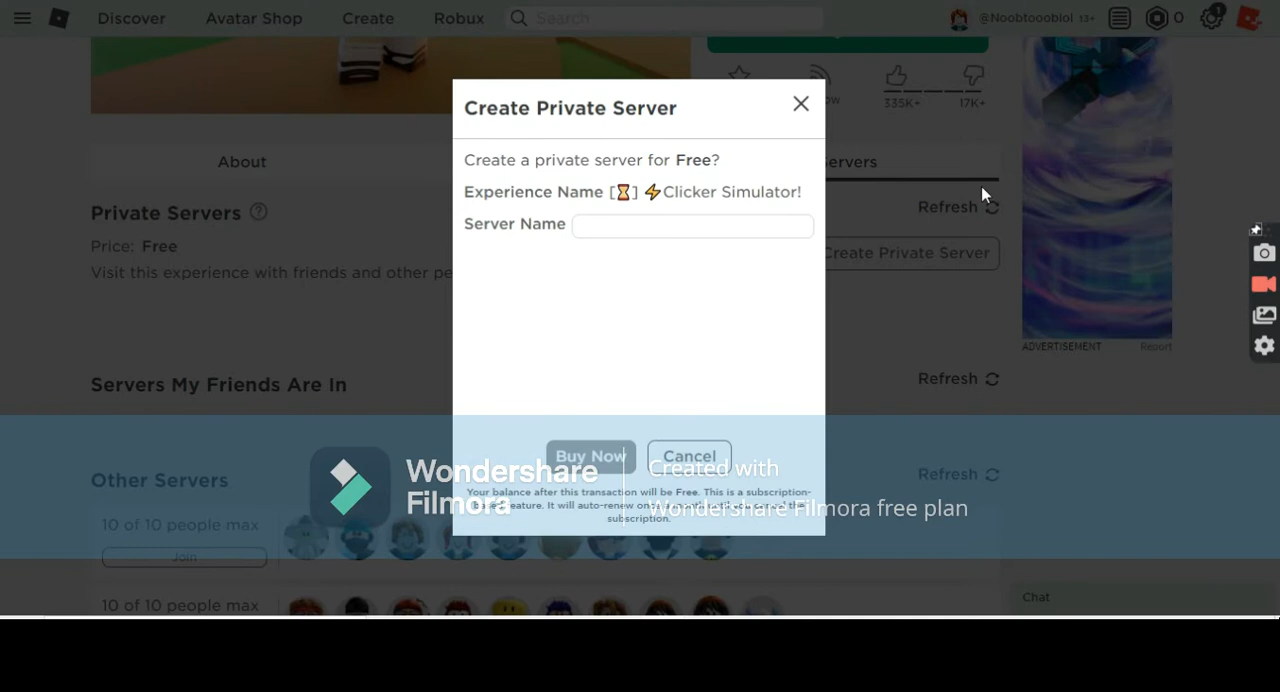 Discover Avatar Shop Create Robux Search @Noobtoooblol 13+ 0 1
335K+ 17K+
Create Private Server
About
Create a private server for Free?
Experience Name [⌛] ⚡Clicker Simulator!
Server Name
Private Servers
Refresh
Price: Free
Create Private Server
Visit this experience with friends and other
ADVERTISEMENT Report
Servers My Friends Are In
Refresh
Buy Now Cancel
Other Servers
Refresh
Wondershare
Filmora
Created with
Wondershare Filmora free plan
Your balance after this transaction will be Free. This is a subscription-
subscription.
10 of 10 people max
Join
10 of 10 people max
Chat